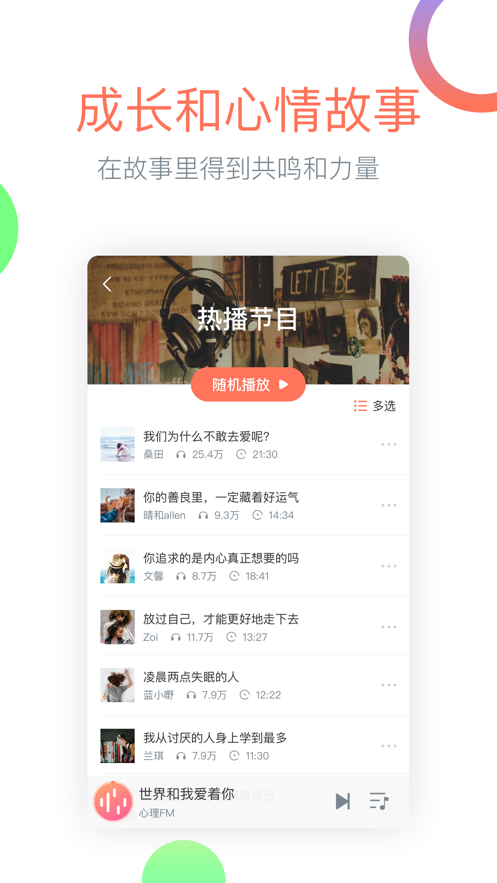 成长和心情故事
在故事里得到共鸣和力量
LET IT BE
热播节目
随机播放
多选
我们为什么不敢去爱呢？
桑田 25.4万 21:30
你的善良里，一定藏着好运气
晴和allen 9.3万 14:34
你追求的是内心真正想要的吗
文馨 8.7万 18:41
放过自己，才能更好地走下去
Zoi 11.7万 13:27
凌晨两点失眠的人
蓝小嘢 7.9万 12:22
我从讨厌的人身上学到最多
兰琪 7.9万 11:30
世界和我爱着你
心理FM